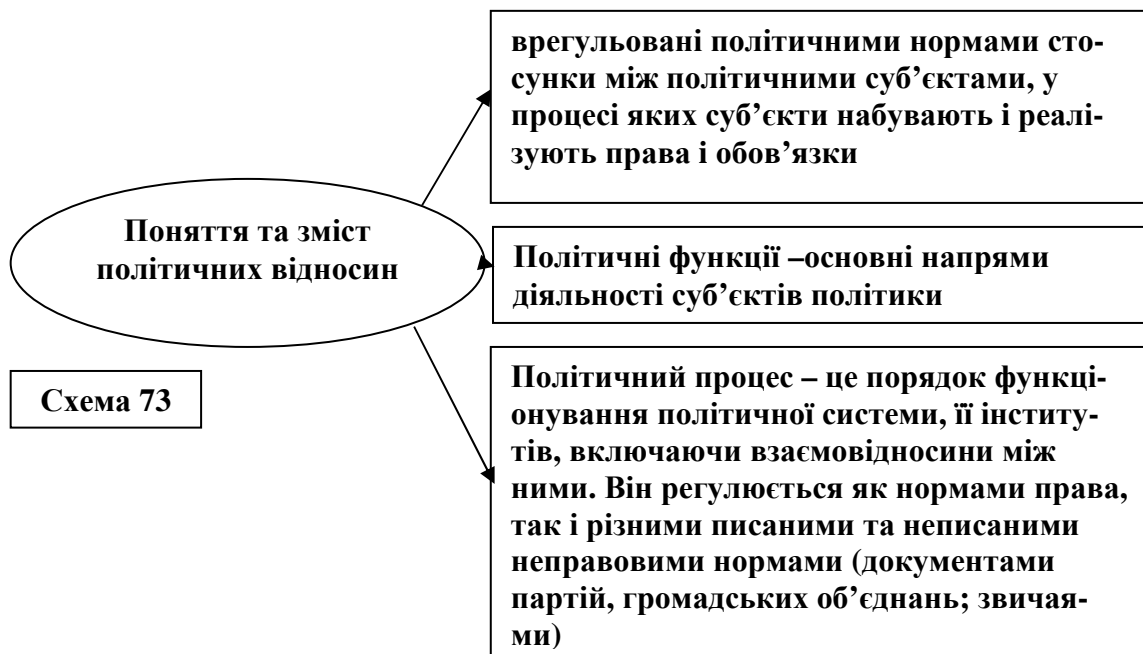 врегульовані політичними нормами сто-
сунки між політичними суб’єктами, у
процесі яких суб’єкти набувають і реалі-
зують права і обов’язки
Поняття та зміст
політичних відносин
Політичні функції –основні напрями
діяльності суб’єктів політики
Схема 73
Політичний процес – це порядок функці-
онування політичної системи, її інститу-
тів, включаючи взаємовідносини між
ними. Він регулюється як нормами права,
так і різними писаними та неписаними
неправовими нормами (документами
партій, громадських об’єднань; звичая-
ми)